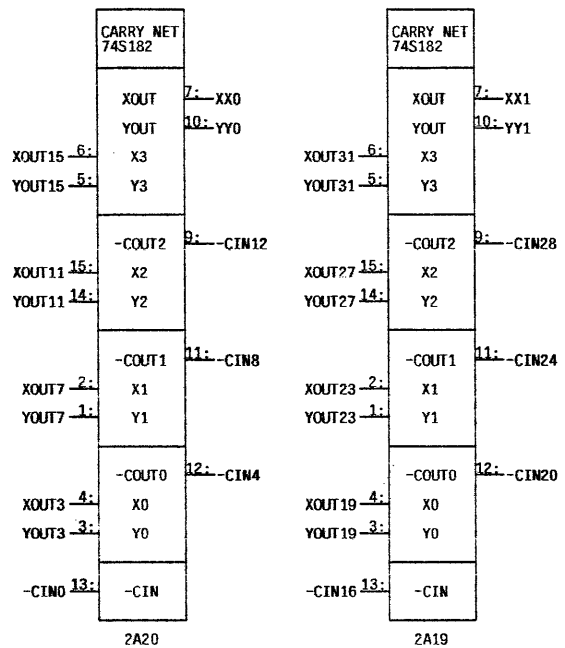 CARRY NET
74S182
XOUT 7: XX0
YOUT 10: YY0
XOUT15 6: X3
YOUT15 5: Y3
-COUT2 9: -CIN12
XOUT11 15: X2
YOUT11 14: Y2
-COUT1 11: -CIN8
XOUT7 2: X1
YOUT7 1: Y1
-COUT0 12: -CIN4
XOUT3 4: X0
YOUT3 3: Y0
-CIN0 13: -CIN
2A20
CARRY NET
74S182
XOUT 7: XX1
YOUT 10: YY1
XOUT31 6: X3
YOUT31 5: Y3
-COUT2 9: -CIN28
XOUT27 15: X2
YOUT27 14: Y2
-COUT1 11: -CIN24
XOUT23 2: X1
YOUT23 1: Y1
-COUT0 12: -CIN20
XOUT19 4: X0
YOUT19 3: Y0
-CIN16 13: -CIN
2A19